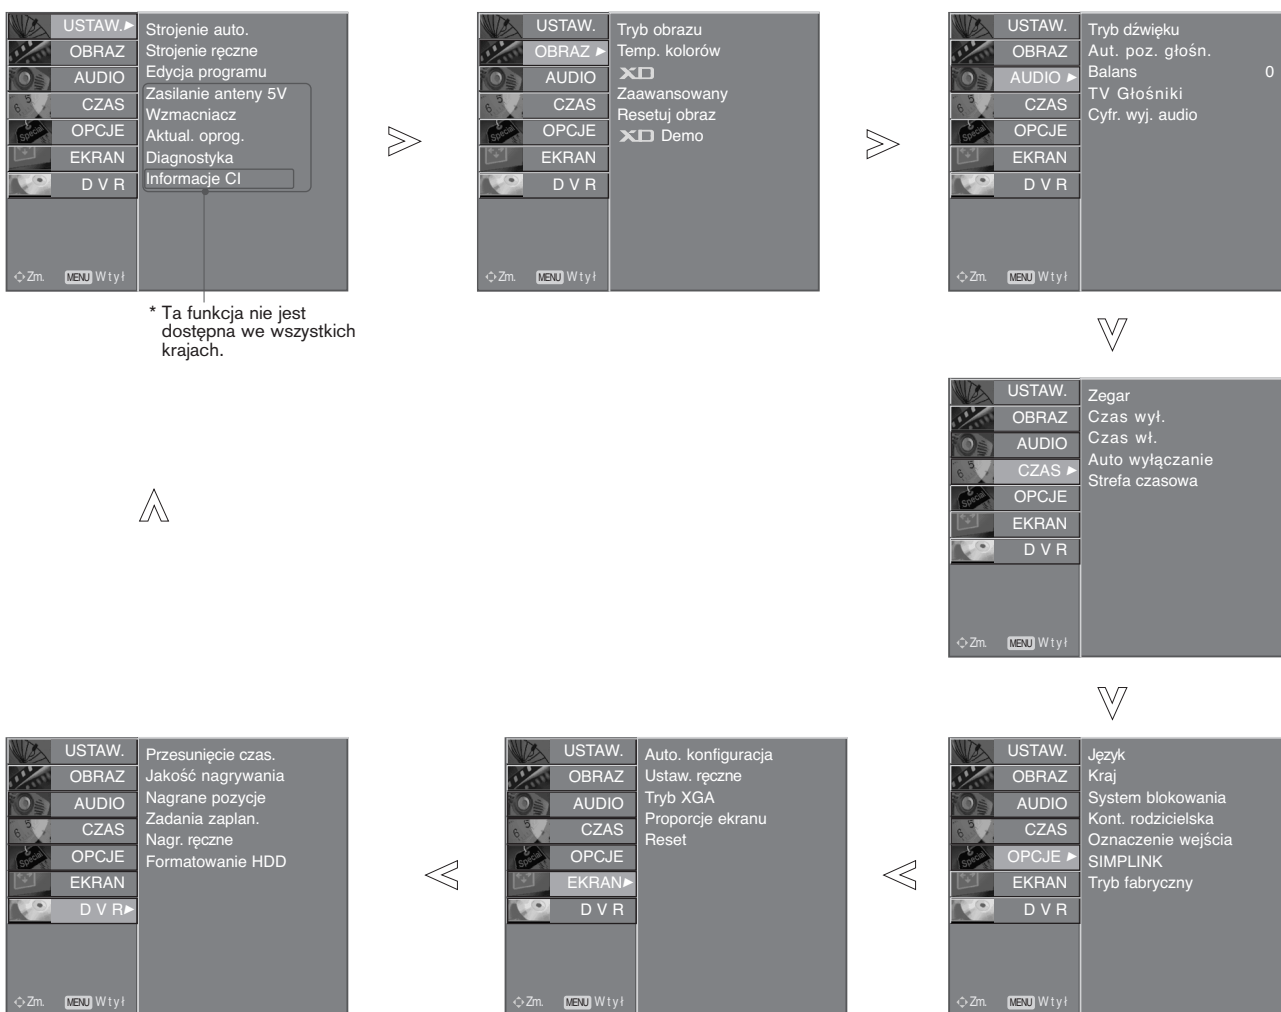 USTAW.
OBRAZ
AUDIO
CZAS
OPCJE
EKRAN
D V R
Strojenie auto.
Strojenie ręczne
Edycja programu
Zasilanie anteny 5V
Wzmacniacz
Aktual. oprog.
Diagnostyka
Informacje CI
Zm. MENU Wtył
* Ta funkcja nie jest
dostępna we wszystkich
krajach.
USTAW.
OBRAZ
AUDIO
CZAS
OPCJE
EKRAN
D V R
Tryb obrazu
Temp. kolorów
XD
Zaawansowany
Resetuj obraz
XD Demo
Zm. MENU Wtył
USTAW.
OBRAZ
AUDIO
CZAS
OPCJE
EKRAN
D V R
Tryb dźwięku
Aut. poz. głośn.
Balans 0
TV Głośniki
Cyfr. wyj. audio
Zm. MENU Wtył
USTAW.
OBRAZ
AUDIO
CZAS
OPCJE
EKRAN
D V R
Zegar
Czas wył.
Czas wł.
Auto wyłączanie
Strefa czasowa
Zm. MENU Wtył
USTAW.
OBRAZ
AUDIO
CZAS
OPCJE
EKRAN
D V R
Przesunięcie czas.
Jakość nagrywania
Nagrane pozycje
Zadania zaplan.
Nagr. ręczne
Formatowanie HDD
Zm. MENU Wtył
USTAW.
OBRAZ
AUDIO
CZAS
OPCJE
EKRAN
D V R
Auto. konfiguracja
Ustaw. ręczne
Tryb XGA
Proporcje ekranu
Reset
Zm. MENU Wtył
USTAW.
OBRAZ
AUDIO
CZAS
OPCJE
EKRAN
D V R
Język
Kraj
System blokowania
Kont. rodzicielska
Oznaczenie wejścia
SIMPLINK
Tryb fabryczny
Zm. MENU Wtył